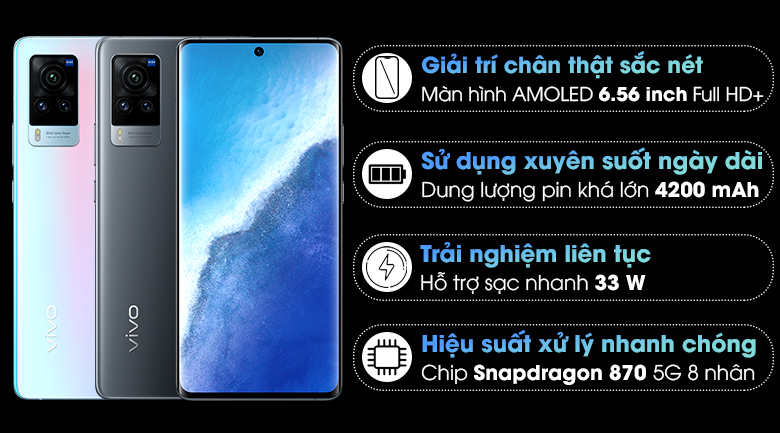 Giải trí chân thật sắc nét
Màn hình AMOLED 6.56 inch Full HD+
Sử dụng xuyên suốt ngày dài
Dung lượng pin khá lớn 4200 mAh
Trải nghiệm liên tục
Hỗ trợ sạc nhanh 33 W
Hiệu suất xử lý nhanh chóng
Chip Snapdragon 870 5G 8 nhân
vivo
vivo